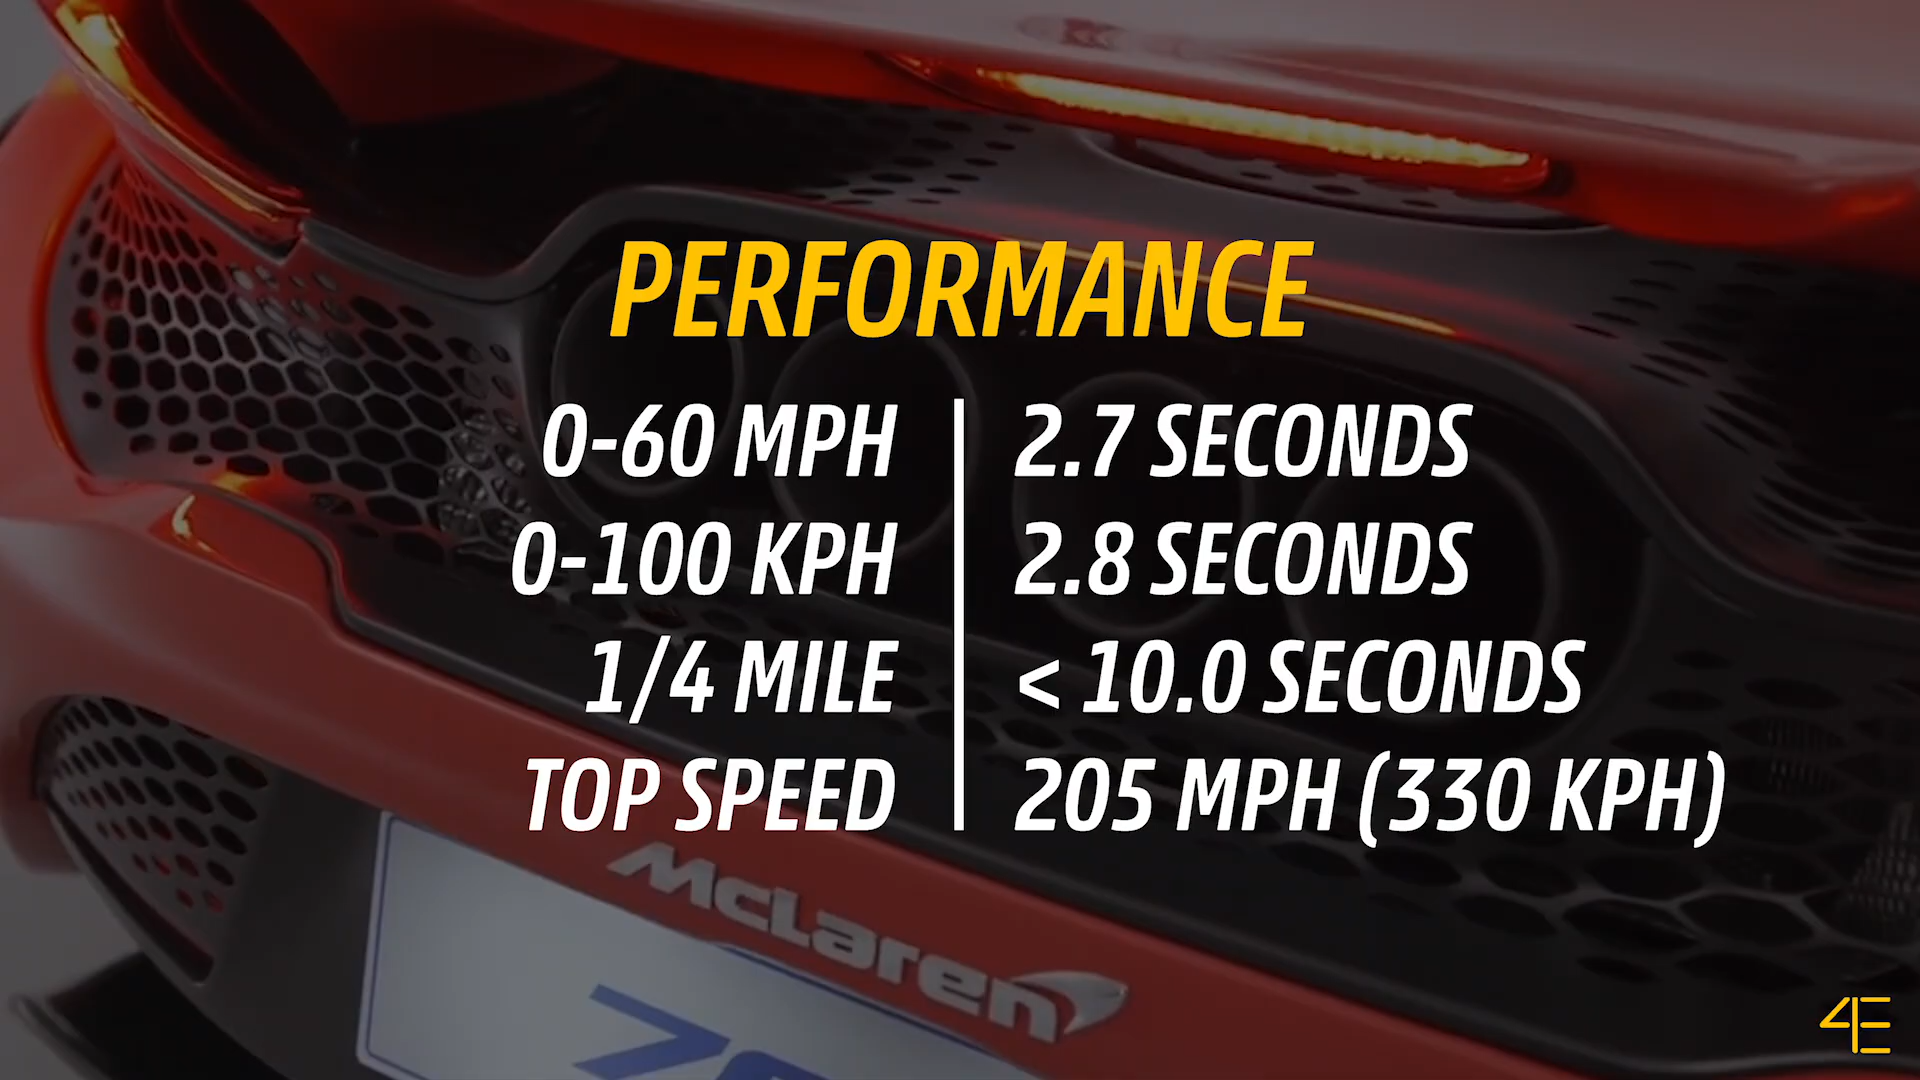 PERFORMANCE
0-60 MPH 2.7 SECONDS
0-100 KPH 2.8 SECONDS
1/4 MILE < 10.0 SECONDS
TOP SPEED 205 MPH (330 KPH)
McLaren
4E